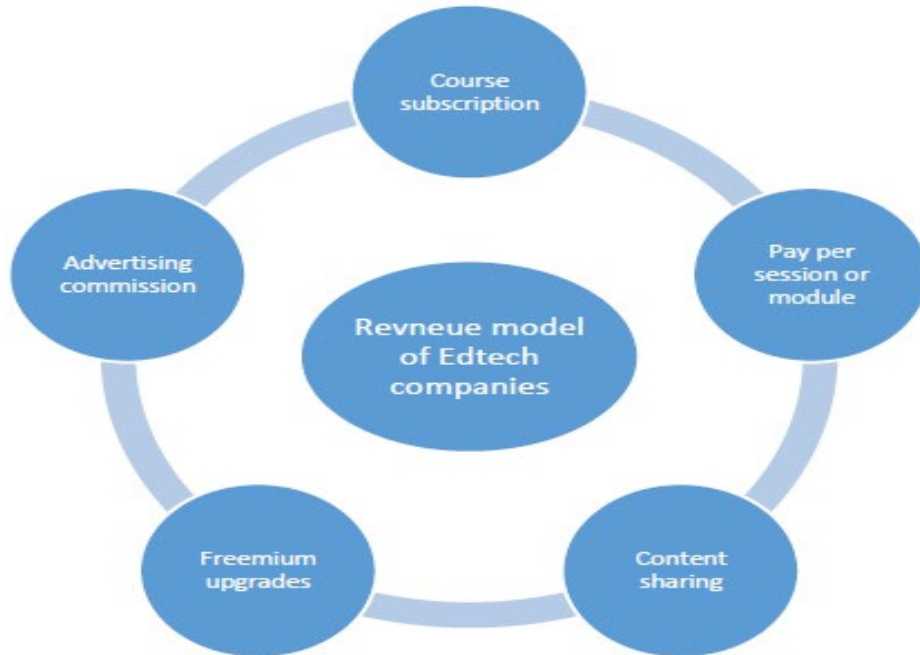 Course
subscription
Pay per
session or
module
Content
sharing
Freemium
upgrades
Advertising
commission
Revneue model
of Edtech
companies